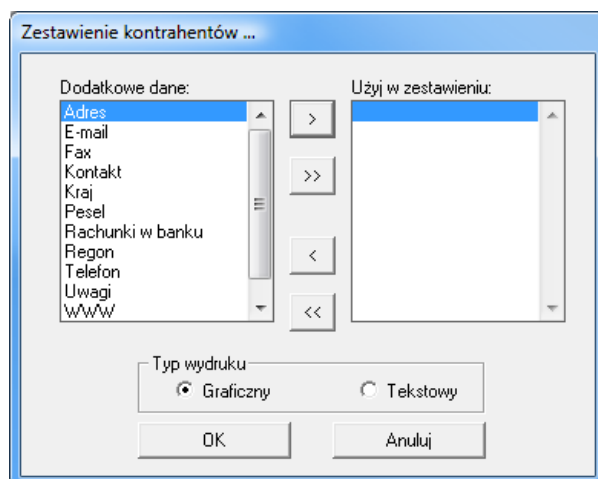 Zestawienie kontrahentów ...
Dodatkowe dane:
Użyj w zestawieniu:
Adres
E-mail
Fax
Kontakt
Kraj
Pesel
Rachunki w banku
Regon
Telefon
Uwagi
WWW
>
>>
<
<<
Typ wydruku
Graficzny
Tekstowy
OK
Anuluj